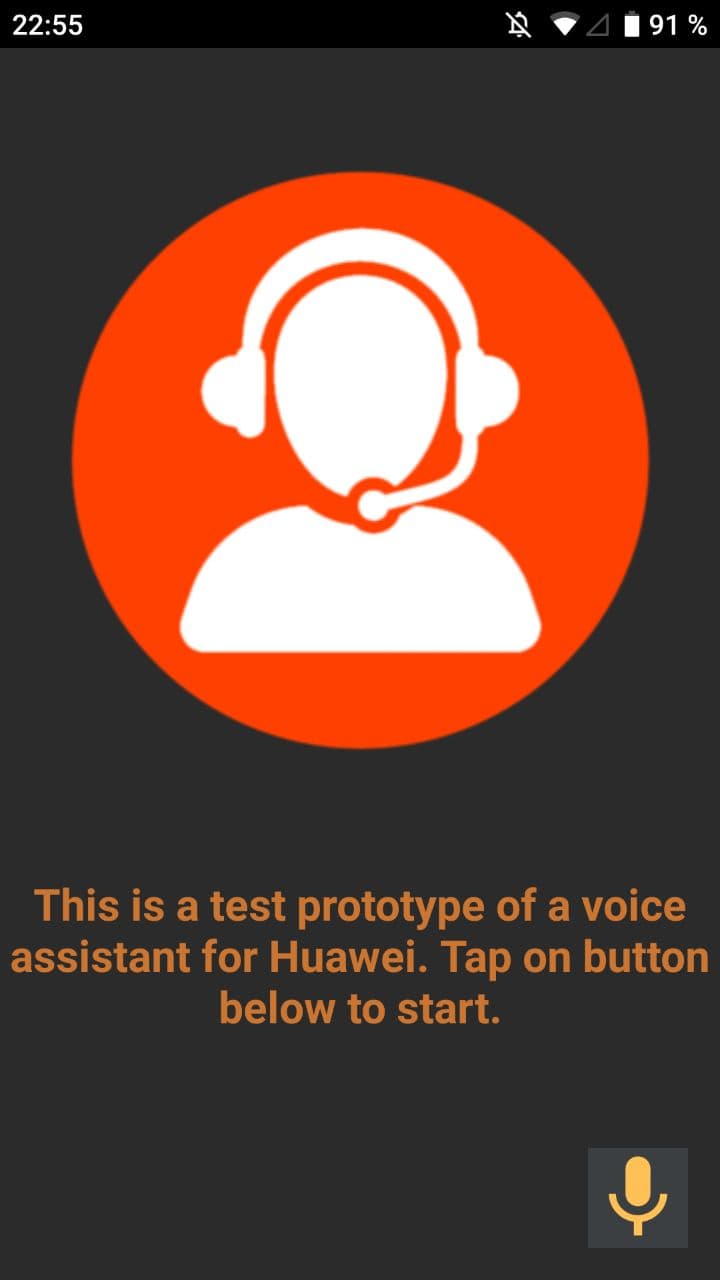 22:55 91 %
This is a test prototype of a voice
assistant for Huawei. Tap on button
below to start.